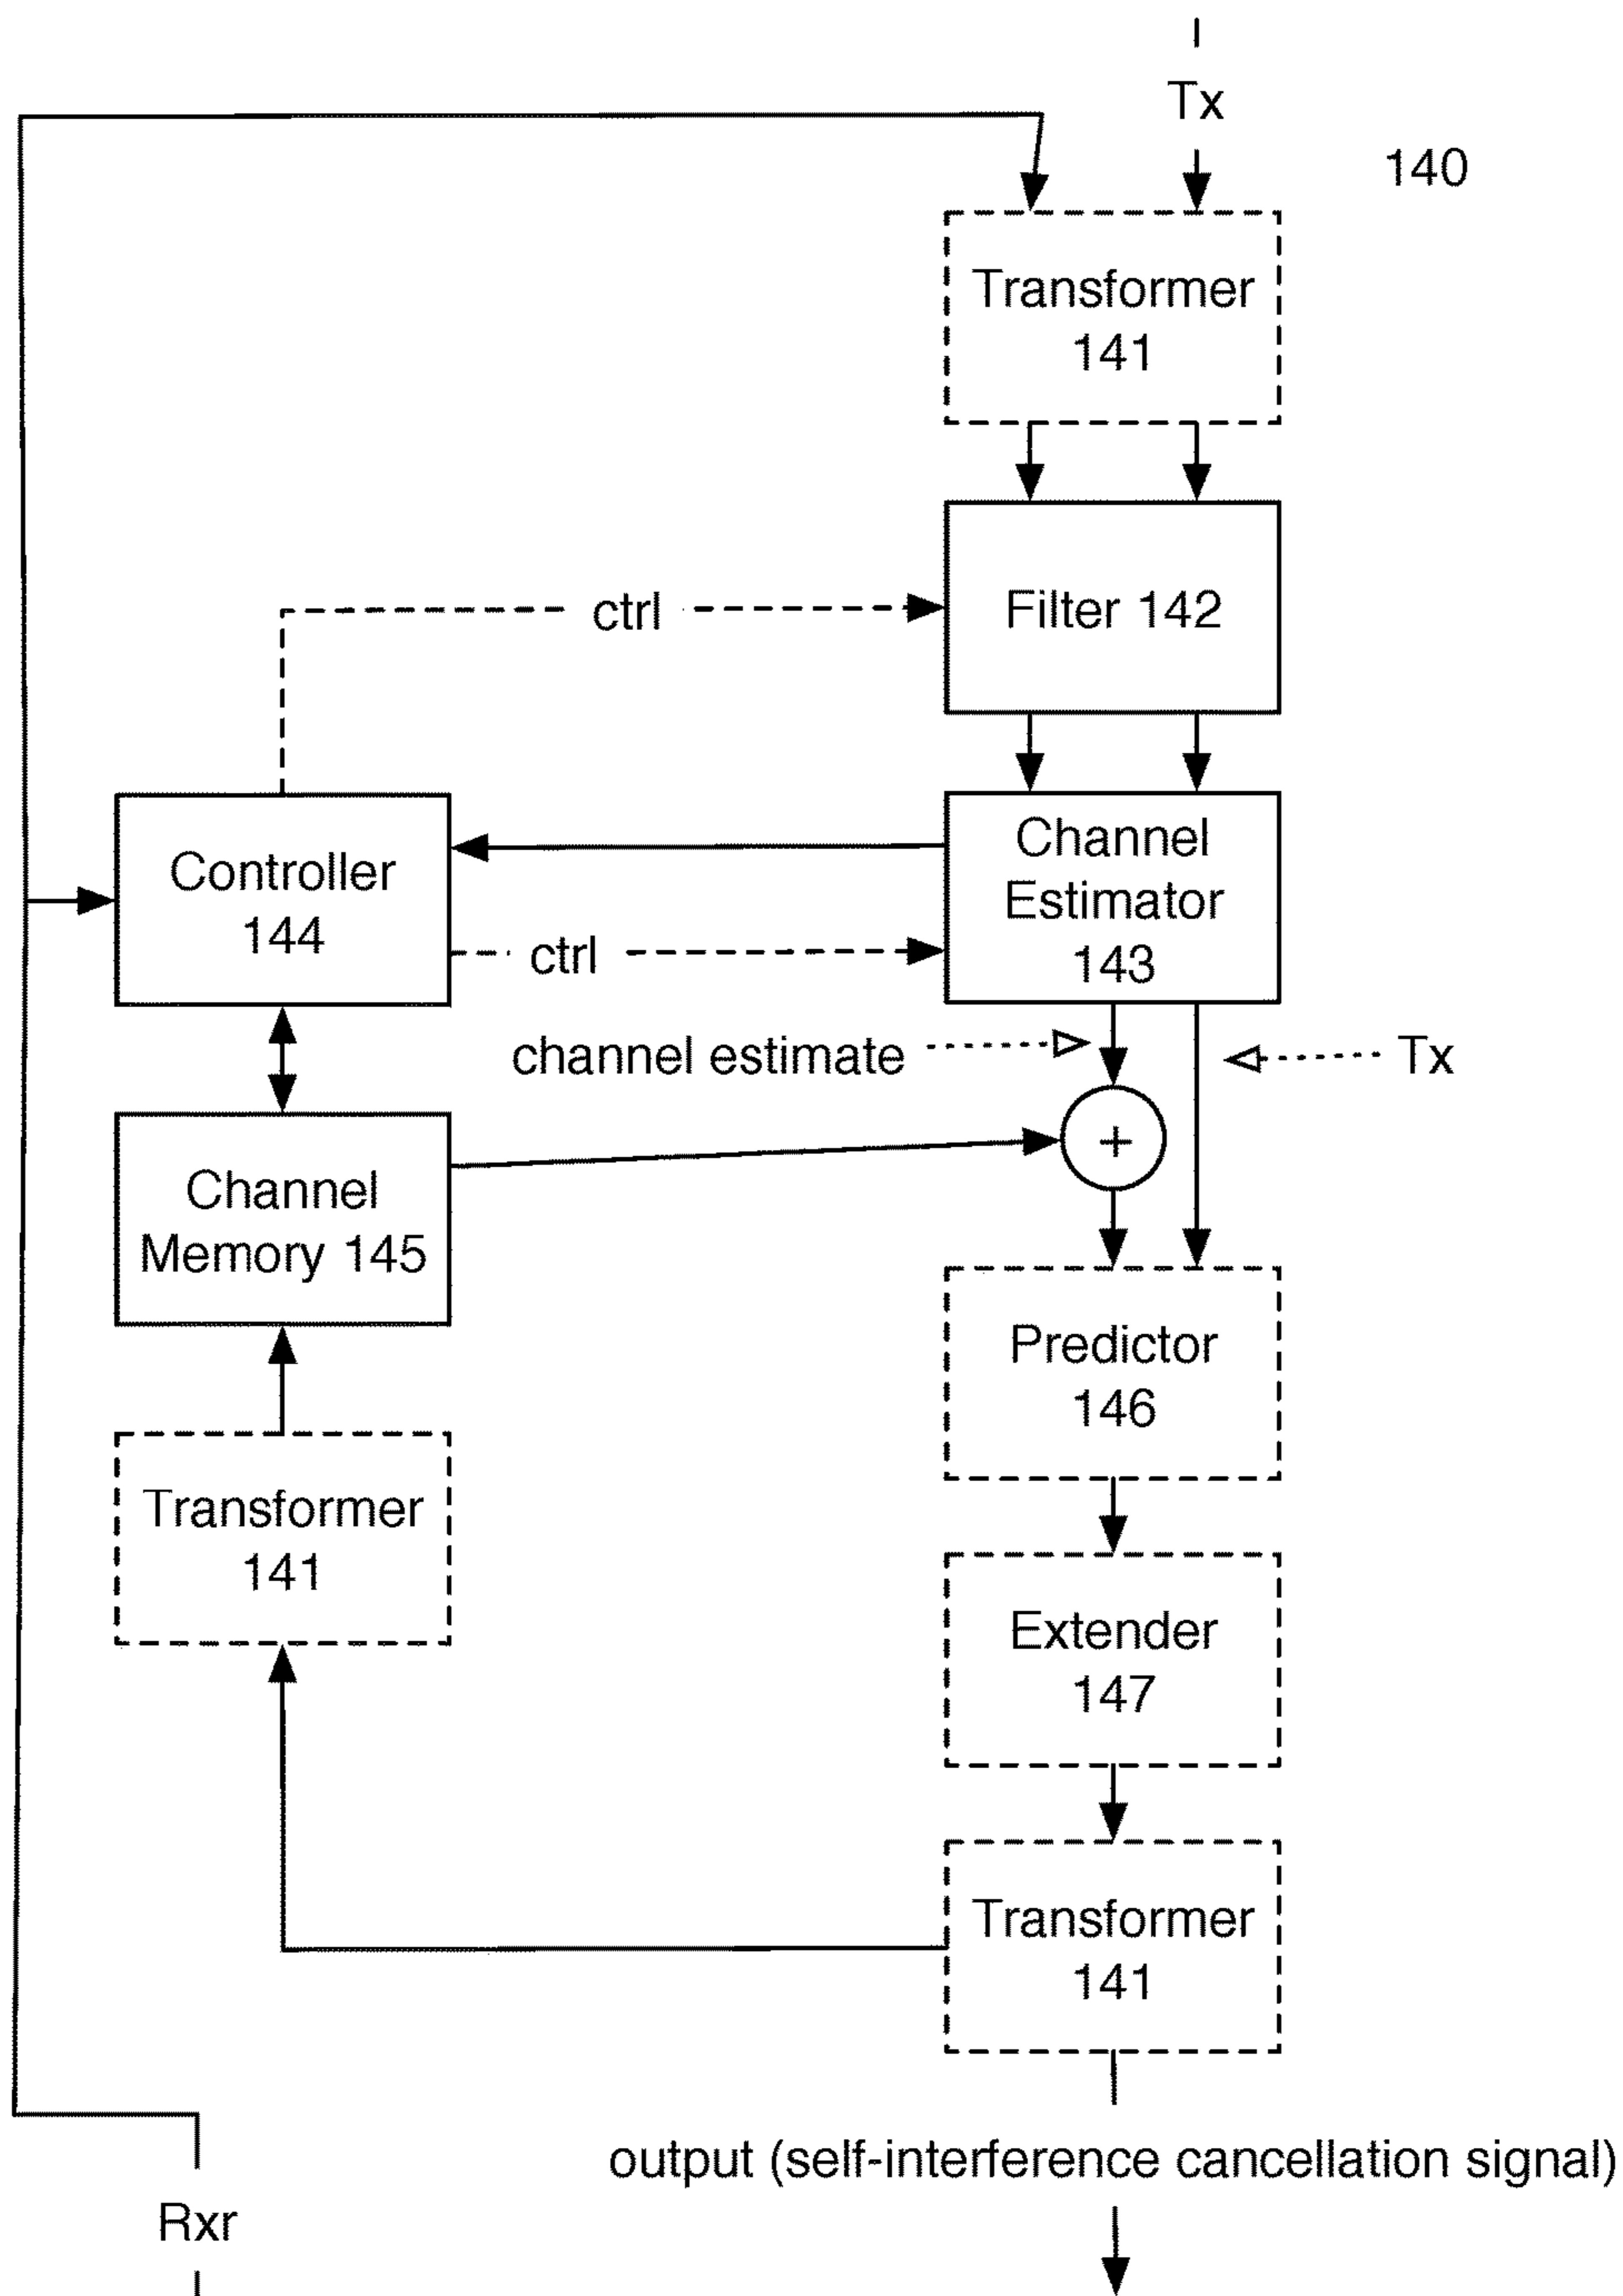 Tx
140
Transformer
141
ctrl
Filter 142
Controller
144
Channel
Estimator
143
ctrl
channel estimate
Tx
+
Channel
Memory 145
Predictor
146
Transformer
141
Extender
147
Transformer
141
output (self-interference cancellation signal)
Rxr